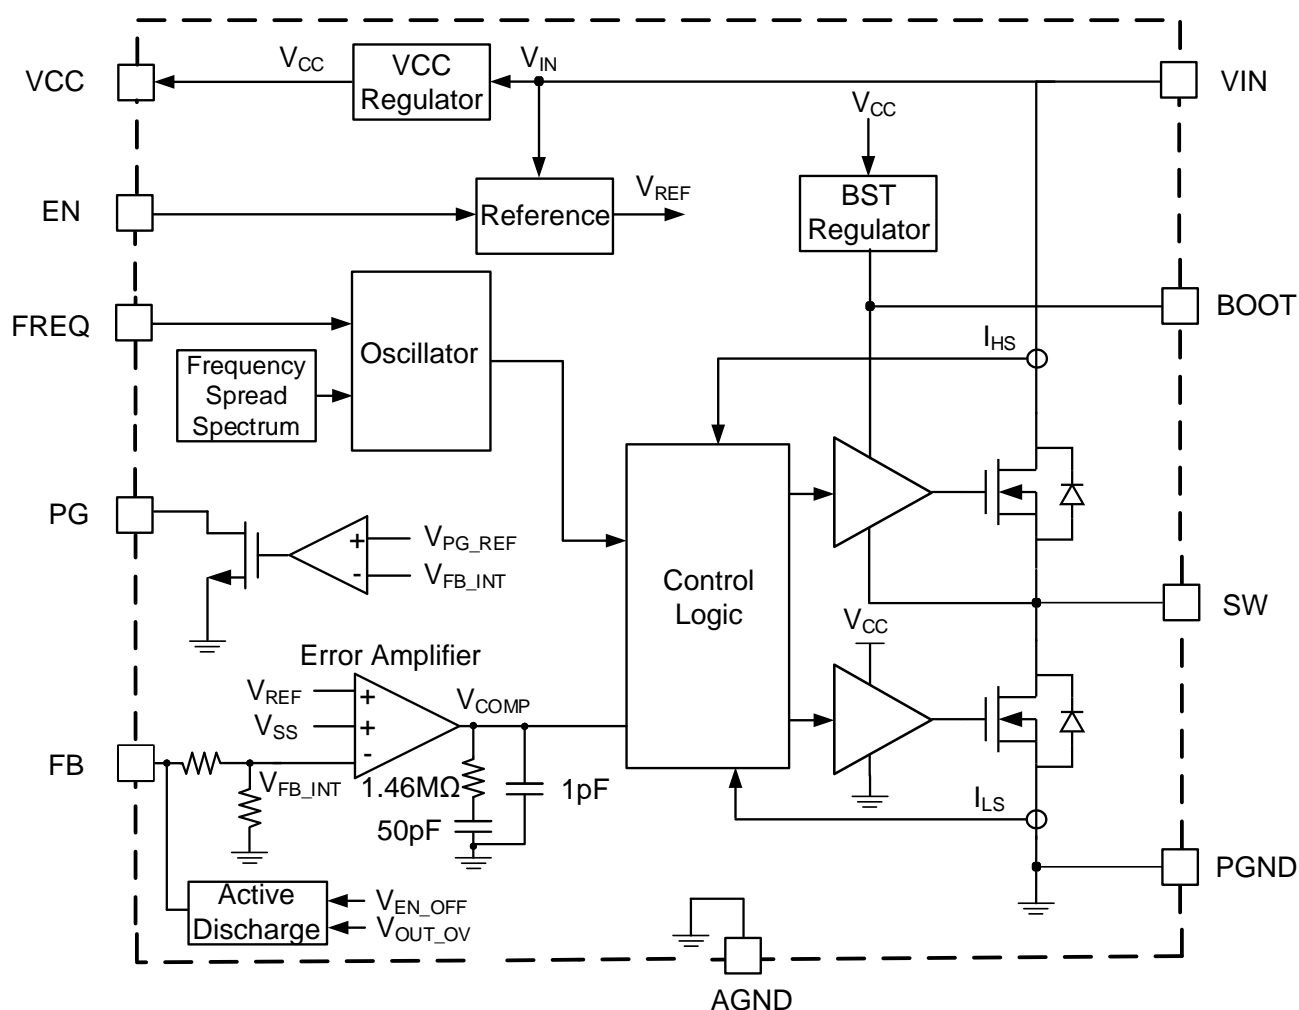 VCC
VCC
VCC
Regulator
VIN
VIN
VCC
EN
Reference
VREF
BST
Regulator
BOOT
FREQ
Oscillator
Frequency
Spread
Spectrum
IHS
PG
+
-
VPG_REF
VFB_INT
Control
Logic
SW
VCC
Error Amplifier
VREF
VSS
+
+
-
VCOMP
FB
VFB_INT
1.46MΩ
1pF
50pF
ILS
PGND
Active
Discharge
VEN_OFF
VOUT_OV
AGND